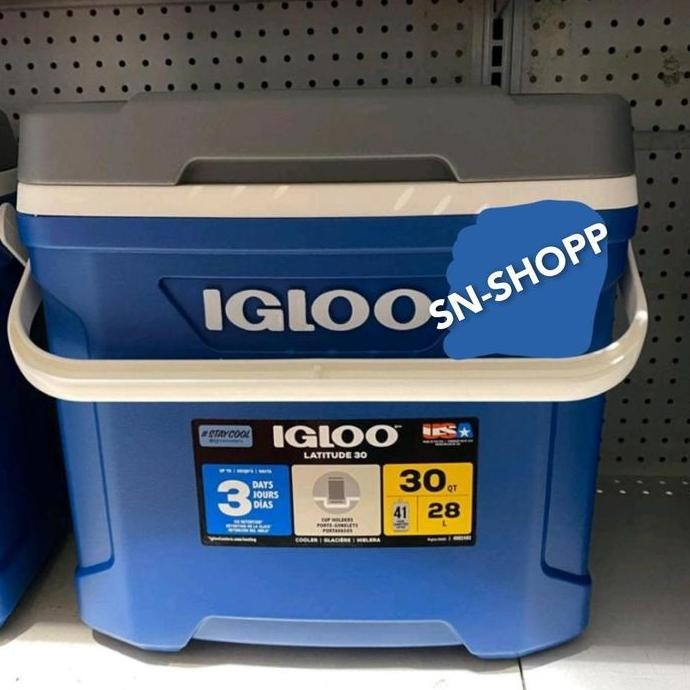 IGLOO
SN-SHOPP
#STAYCOOL
IGLOO
LATITUDE 30
3 DAYS
JOURS
DÍAS
CUP HOLDERS
PORTE-GOBELETS
PORTAVASOS
30 QT
41
28 L
COOLER | GLACIÈRE | HIELERA